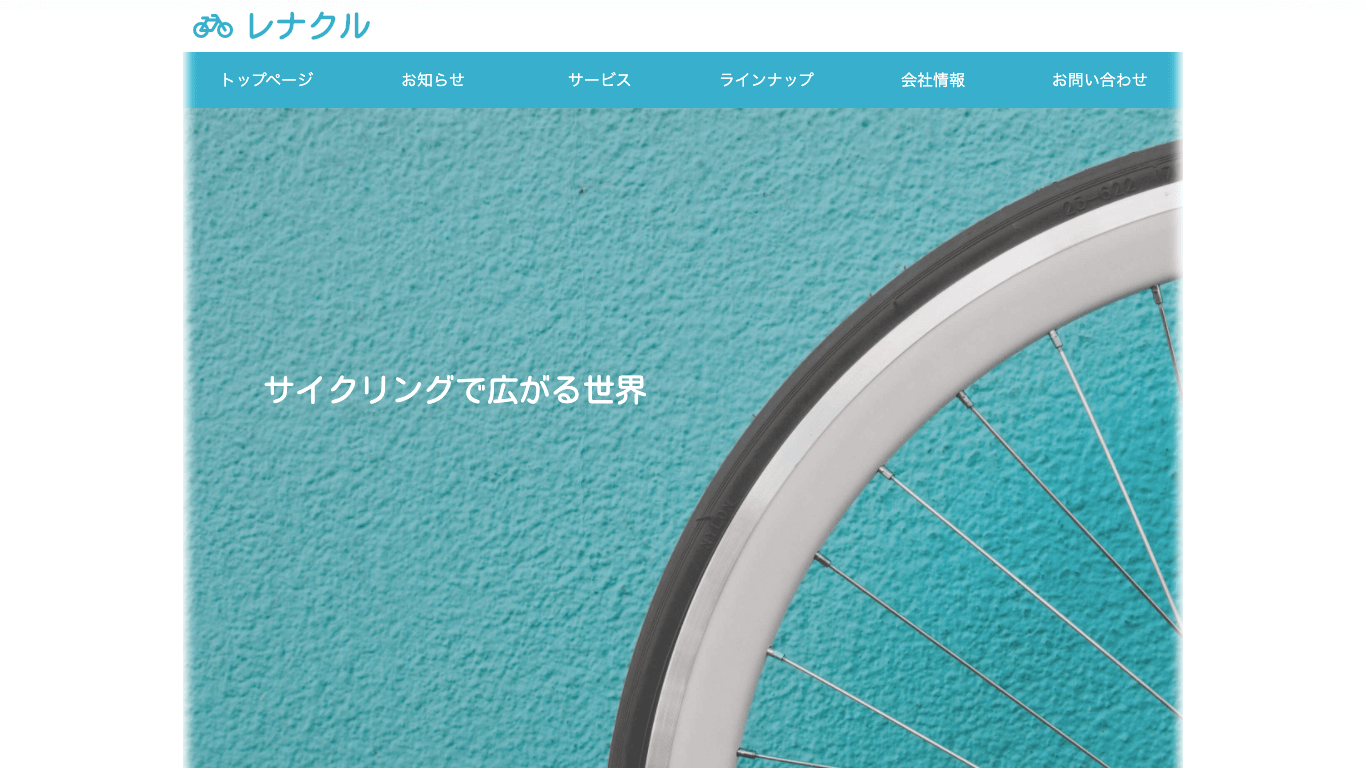 レナクル
トップページ
お知らせ
サービス
ラインナップ
会社情報
お問い合わせ
サイクリングで広がる世界